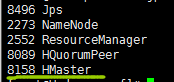 8496 Jps
2273 NameNode
2552 ResourceManager
8089 HQuorumPeer
8158 HMaster